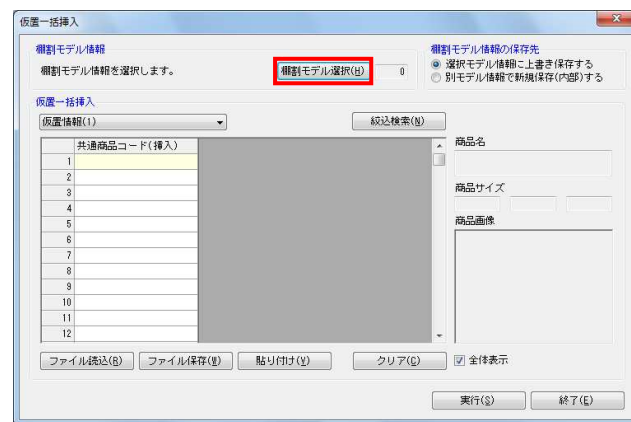 仮置一括挿入
棚割モデル情報
棚割モデル情報を選択します。
棚割モデル選択(H)
0
棚割モデル情報の保存先
選択モデル情報に上書き保存する
別モデル情報で新規保存(内部)する
仮置一括挿入
仮置情報(1)
絞込検索(N)
共通商品コード(挿入)
1
2
3
4
5
6
7
8
9
10
11
12
商品名
商品サイズ
商品画像
ファイル読込(R)
ファイル保存(W)
貼り付け(V)
クリア(C)
全体表示
実行(S)
終了(E)